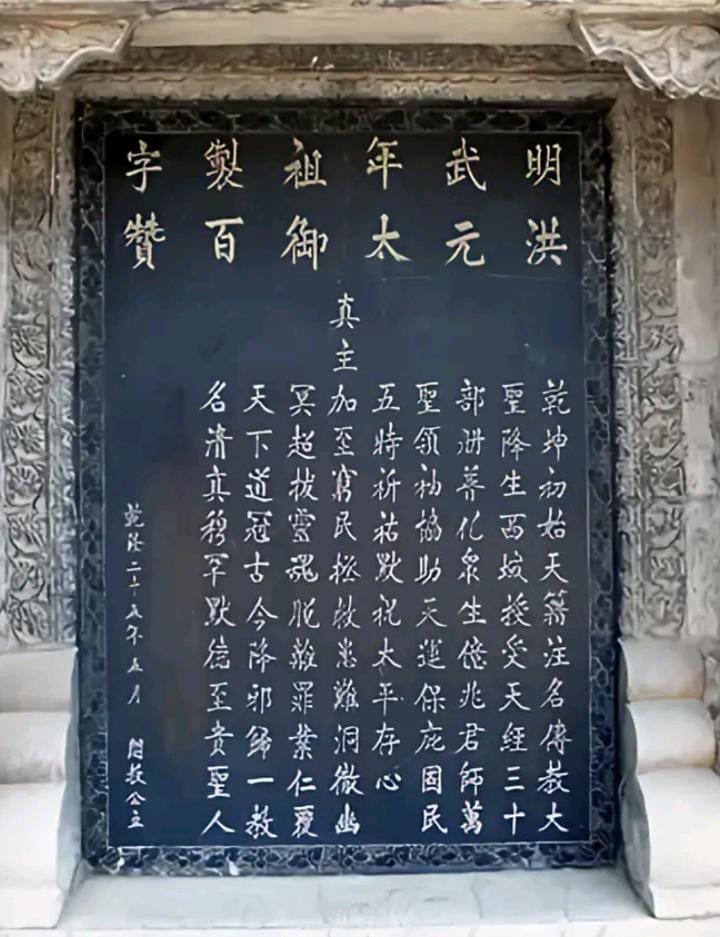 明洪
武元
年太
祖御
製百
字贊
乾坤初始天籍注名傳教大
聖降生西域授受天經三十
部冊普化衆生億兆君師萬
聖領袖協助天運保庇國民
五時祈祐默祝太平存心
真主加至窮民拯救患難洞徹幽
冥超拔靈魂脫離罪業仁覆
天下道冠古今降邪歸一教
名清真穆罕默德至貴聖人
乾隆二十五年五月 教公立